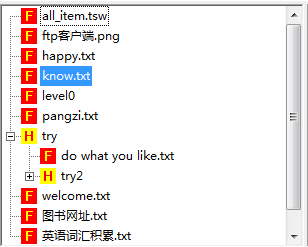 F all_item.tsw
F ftp客户端.png
F happy.txt
F know.txt
F level0
F pangzi.txt
H try
F do what you like.txt
H try2
F welcome.txt
F 图书网址.txt
F 英语词汇积累.txt